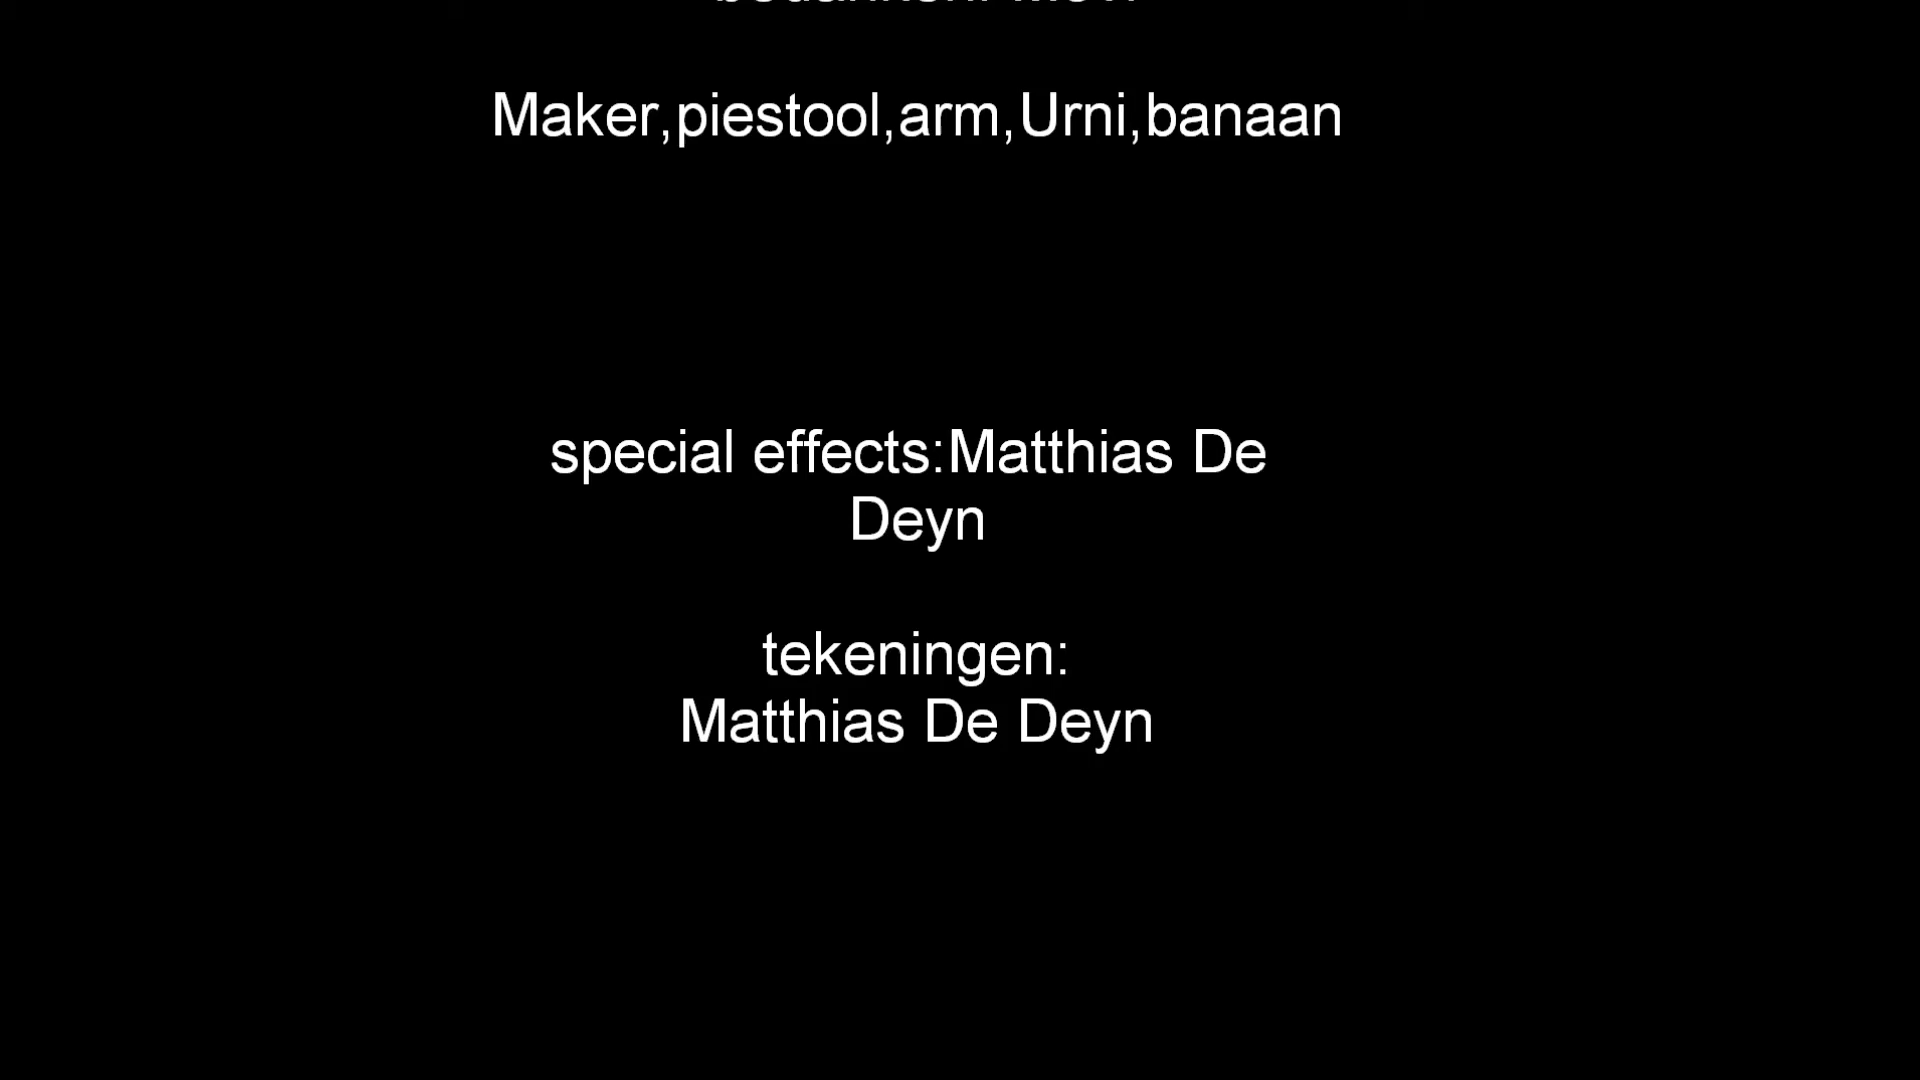 Maker,piestool,arm,Urni,banaan
special effects:Matthias De
Deyn
tekeningen:
Matthias De Deyn